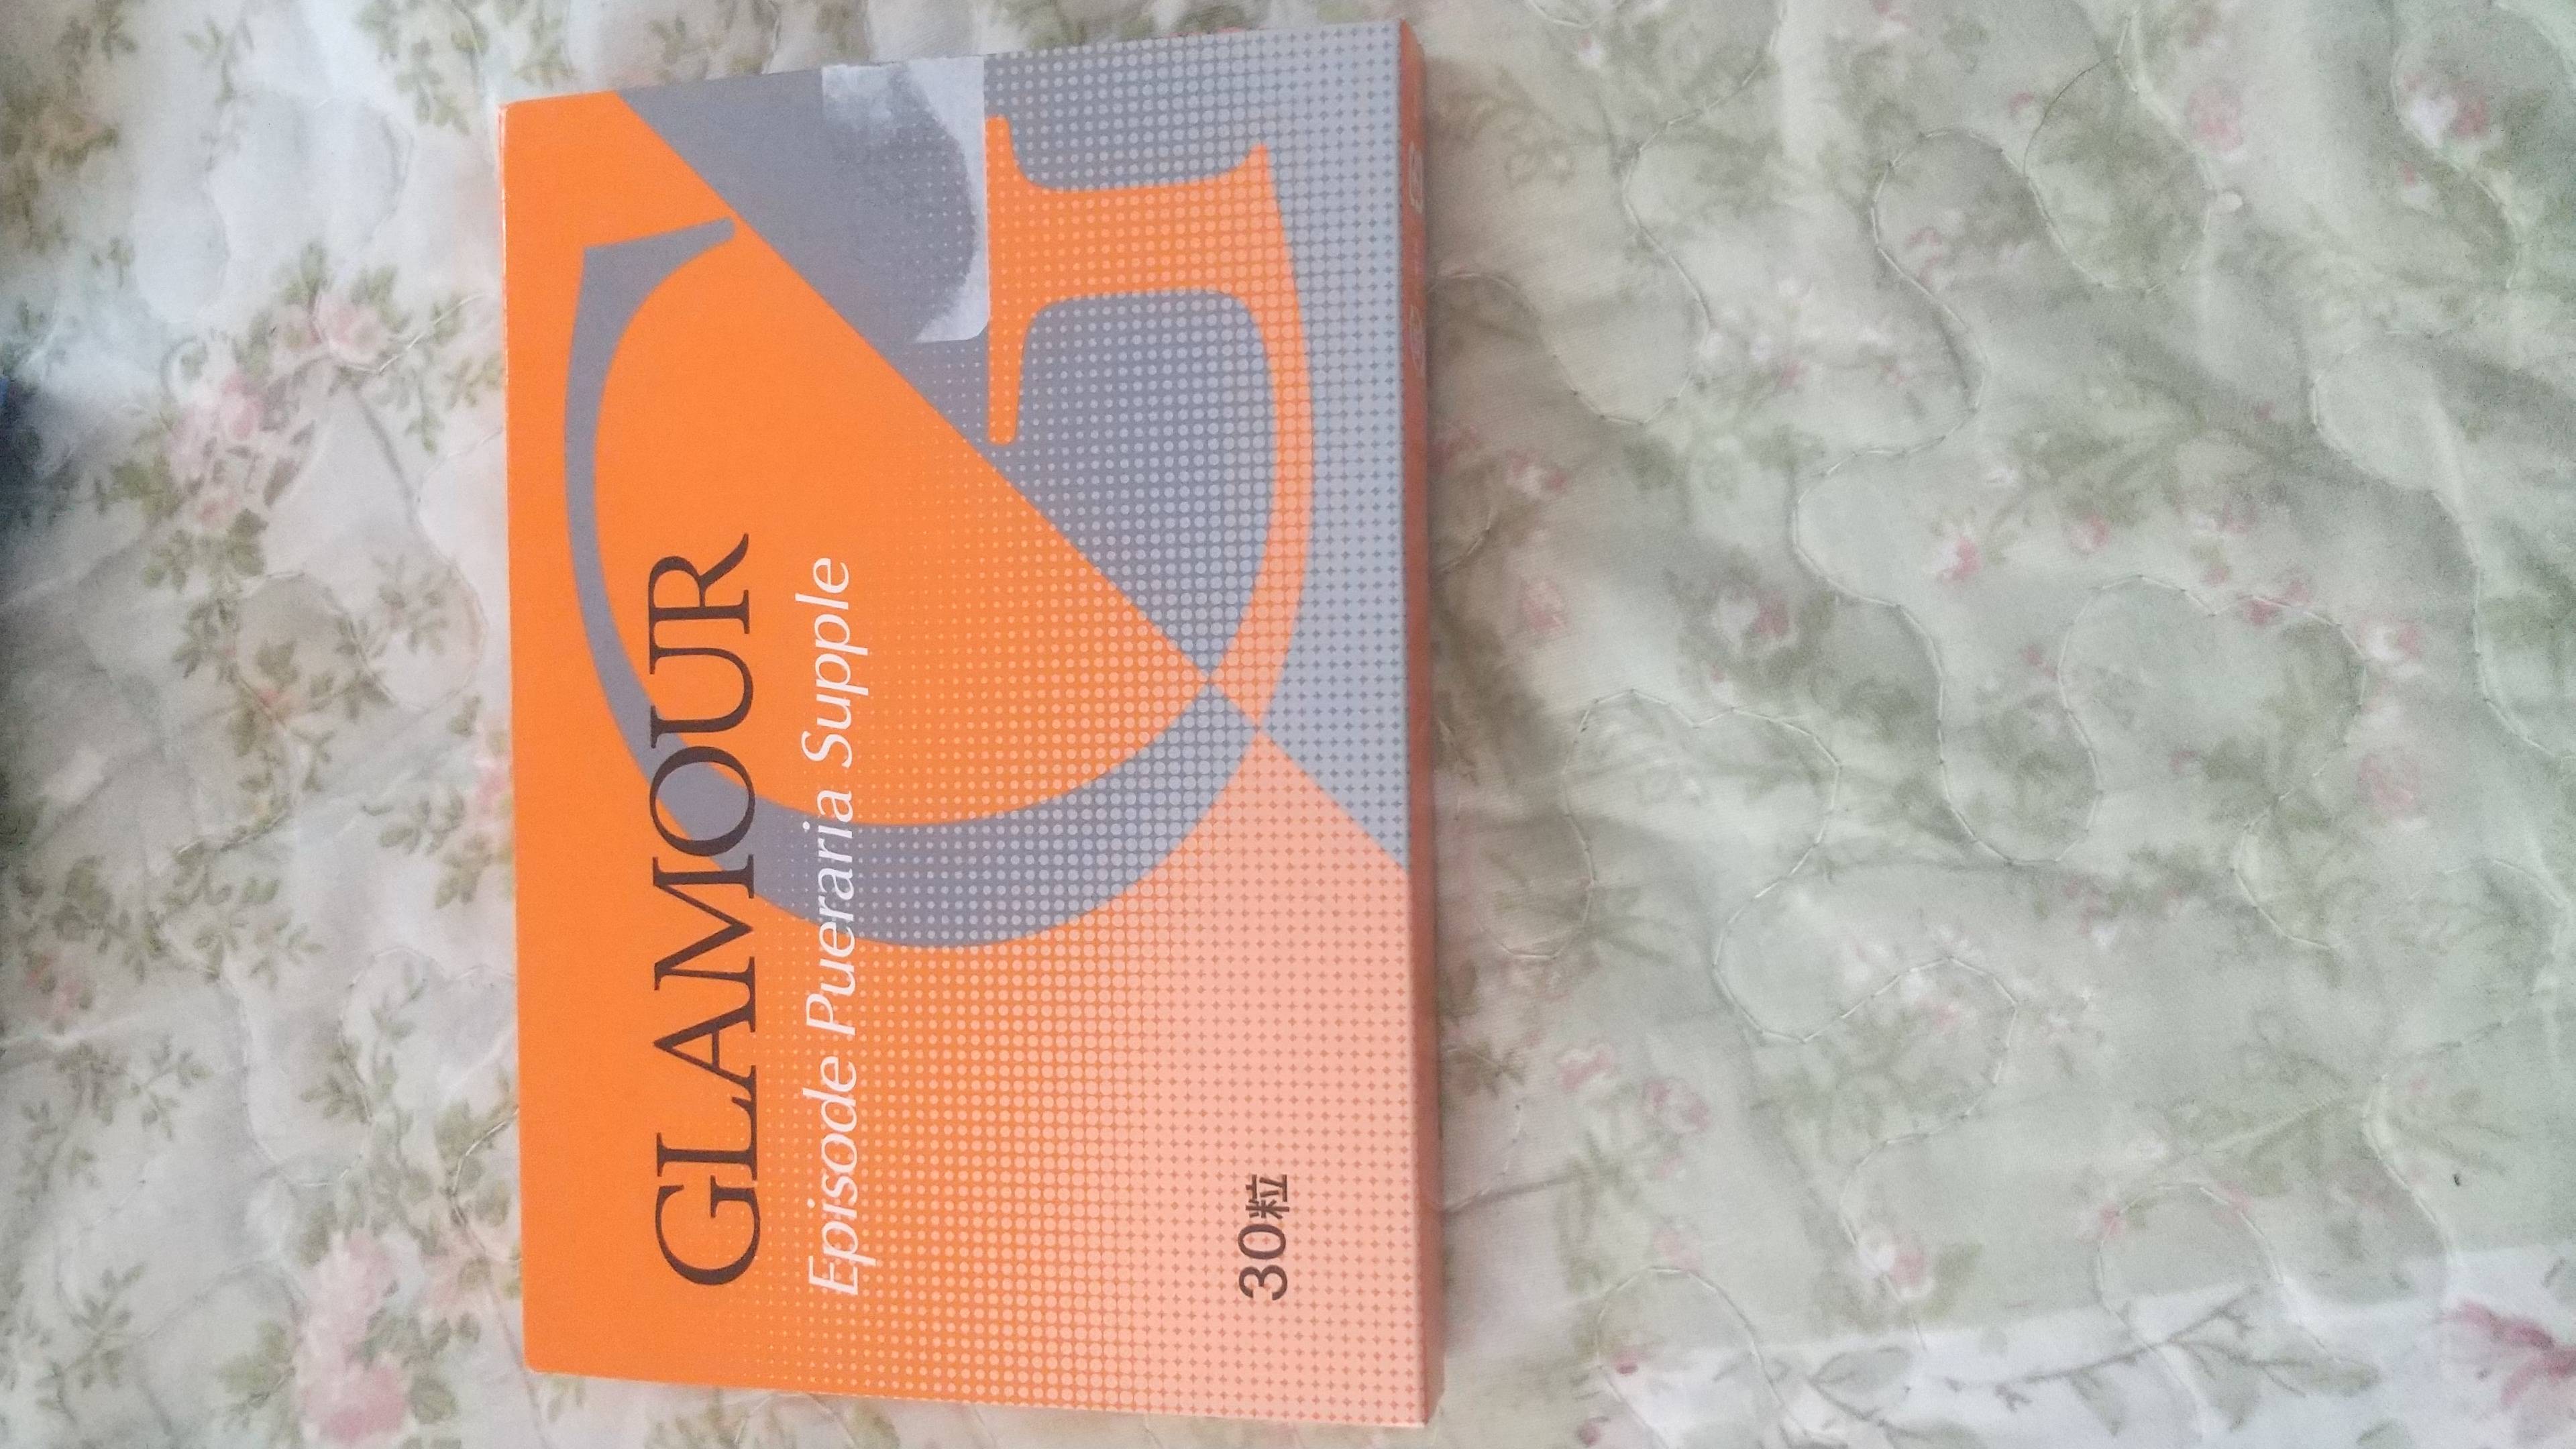 GLAMOUR
Episode Pueraria Supple
G
30粒